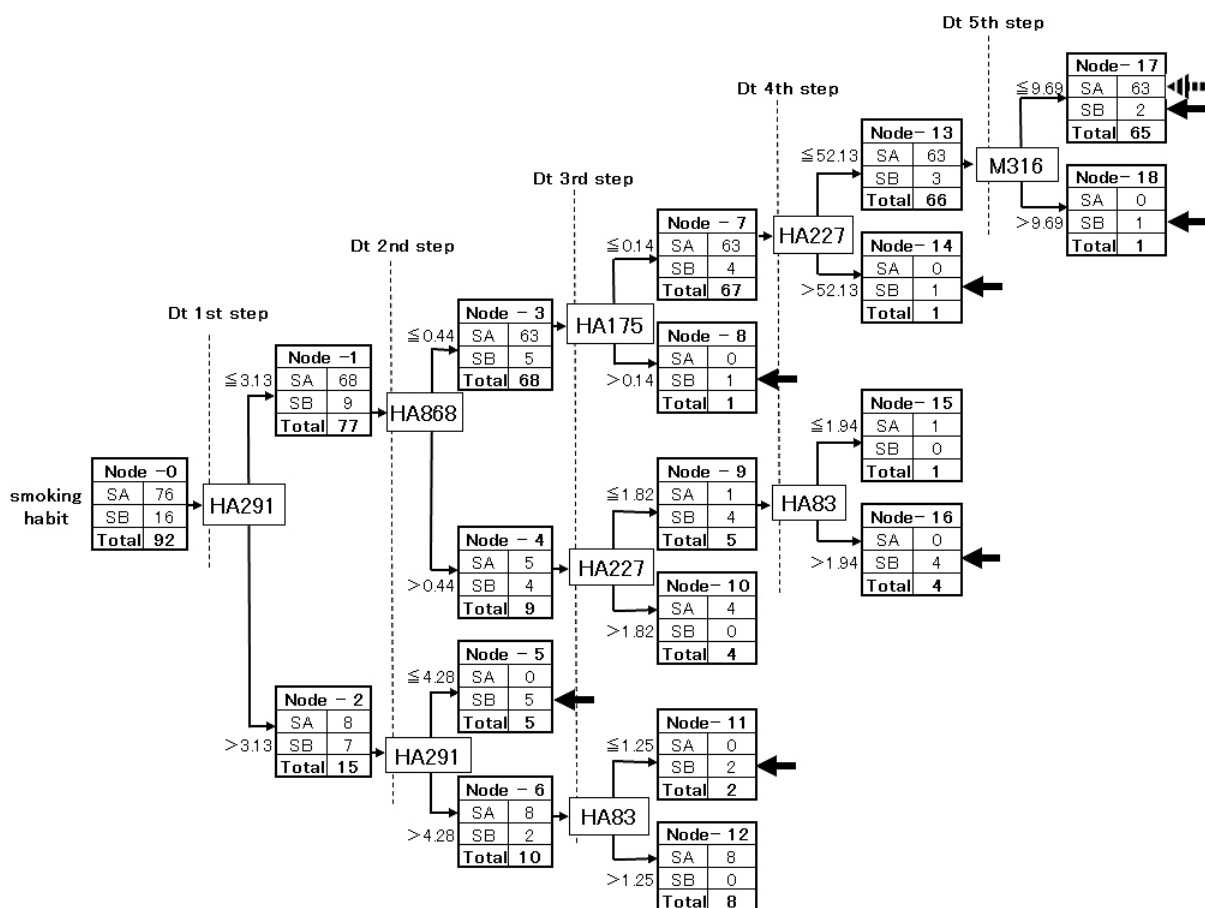 Dt 5th step
Node- 17
≦9.69
SA 63
SB 2
Total 65
Dt 4th step
Node- 13
≦52.13
SA 63
SB 3
Total 66
M316
Node- 18
SA 0
>9.69
SB 1
Total 1
Dt 3rd step
Node - 7
≦0.14
SA 63
SB 4
Total 67
HA227
Node- 14
SA 0
>52.13
SB 1
Total 1
Dt 2nd step
Node - 3
≦0.44
SA 63
SB 5
Total 68
HA175
Node - 8
SA 0
>0.14
SB 1
Total 1
Dt 1st step
Node -1
≦3.13
SA 68
SB 9
Total 77
HA868
Node- 15
≦1.94
SA 1
SB 0
Total 1
smoking
habit
Node -0
SA 76
SB 16
Total 92
HA291
Node - 9
≦1.82
SA 1
SB 4
Total 5
HA83
Node- 16
SA 0
>1.94
SB 4
Total 4
Node - 4
SA 5
>0.44
SB 4
Total 9
HA227
Node- 10
SA 4
>1.82
SB 0
Total 4
Node - 5
≦4.28
SA 0
SB 5
Total 5
Node - 2
SA 8
>3.13
SB 7
Total 15
HA291
Node- 11
≦1.25
SA 0
SB 2
Total 2
Node - 6
SA 8
>4.28
SB 2
Total 10
HA83
Node- 12
SA 8
>1.25
SB 0
Total 8